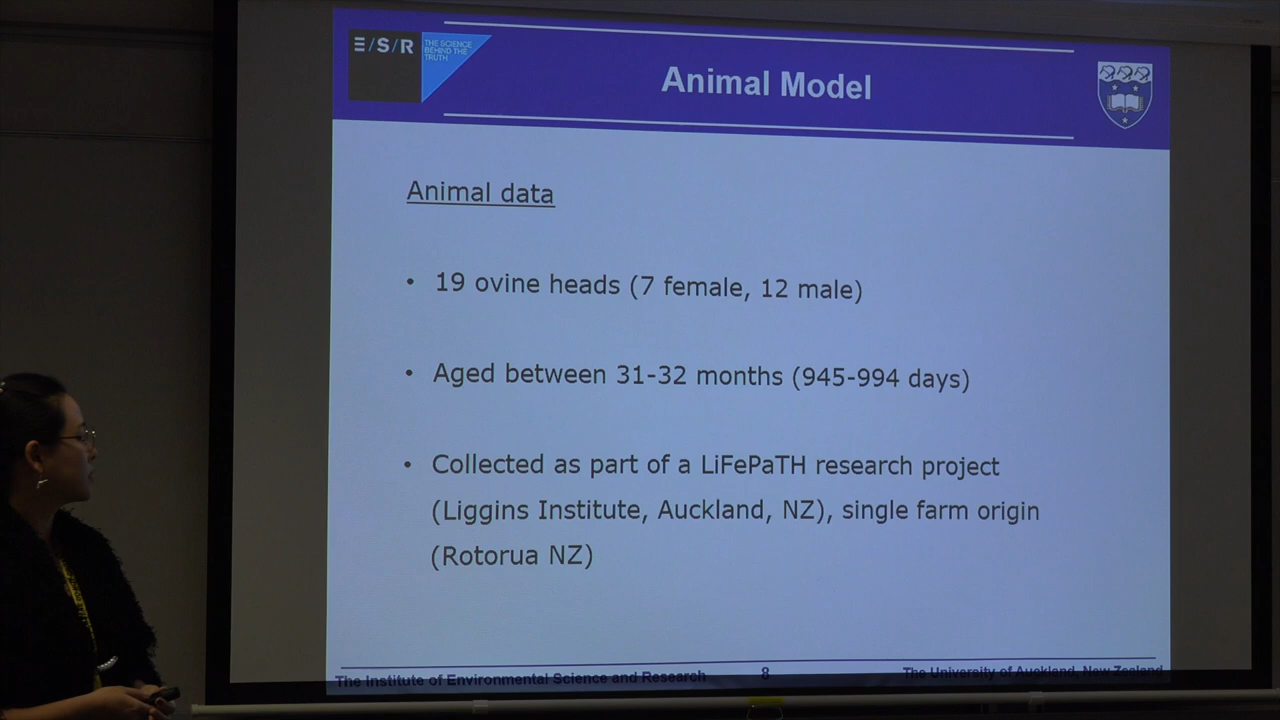 E/S/R
THE SCIENCE
BEHIND THE
TRUTH
Animal Model
Animal data
• 19 ovine heads (7 female, 12 male)
• Aged between 31-32 months (945-994 days)
• Collected as part of a LiFePaTH research project
(Liggins Institute, Auckland, NZ), single farm origin
(Rotorua NZ)
The Institute of Environmental Science and Research 8 The University of Auckland, New Zealand